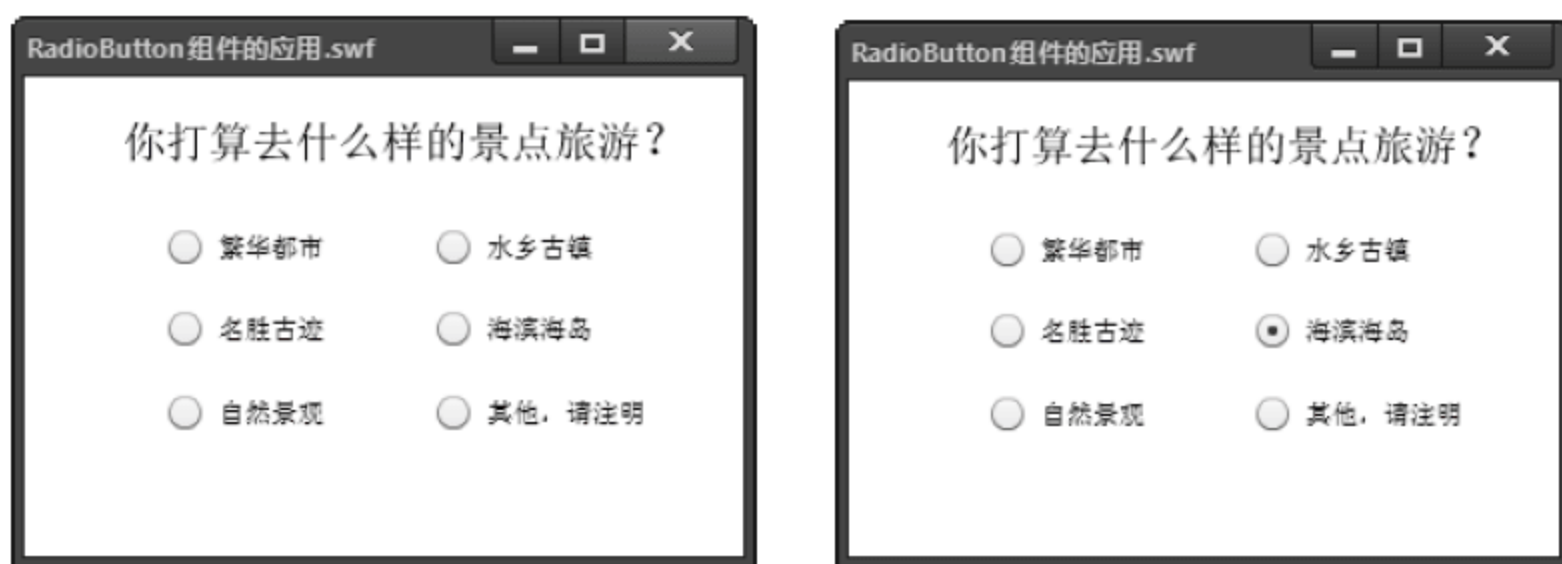 RadioButton组件的应用.swf
你打算去什么样的景点旅游?
繁华都市 水乡古镇
名胜古迹 海滨海岛
自然景观 其他,请注明
RadioButton组件的应用.swf
你打算去什么样的景点旅游?
繁华都市 水乡古镇
名胜古迹 海滨海岛
自然景观 其他,请注明